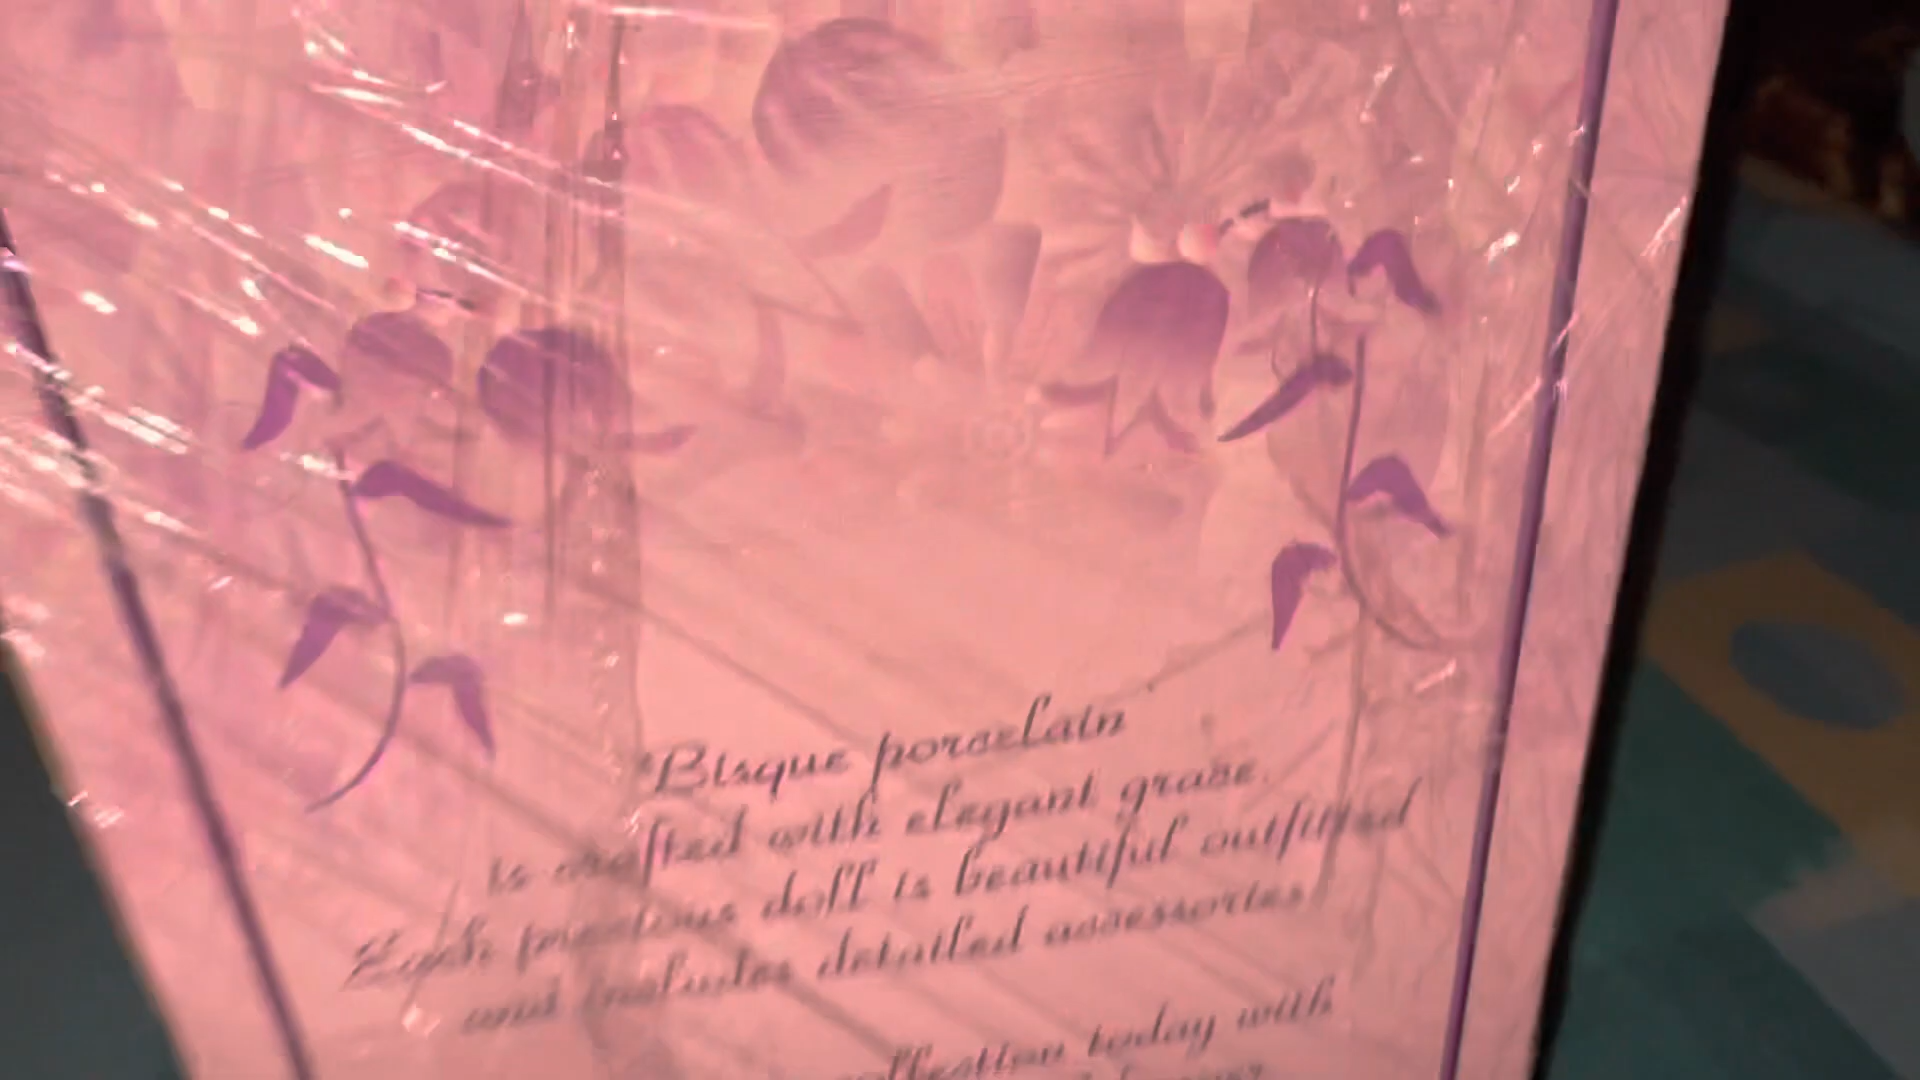 Bisque porcelain
is crafted with elegant grace.
Each precious doll is beautiful outfitted
and includes detailed accessories
collection today with